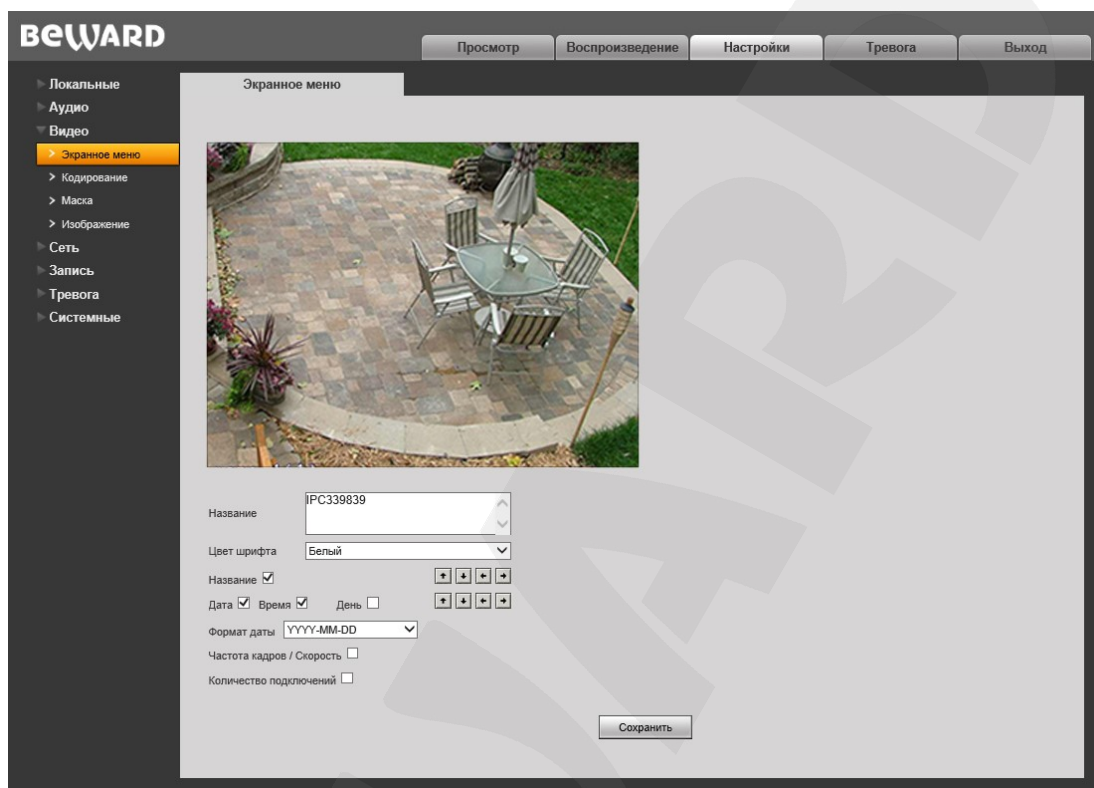 BEWARD
Просмотр Воспроизведение Настройки Тревога Выход
Локальные
Аудио
Видео
Экранное меню
Кодирование
Маска
Изображение
Сеть
Запись
Тревога
Системные
Экранное меню
Название IPC339839
Цвет шрифта Белый
Название
Дата Время День
Формат даты YYYY-MM-DD
Частота кадров / Скорость
Количество подключений
Сохранить
BEWARD